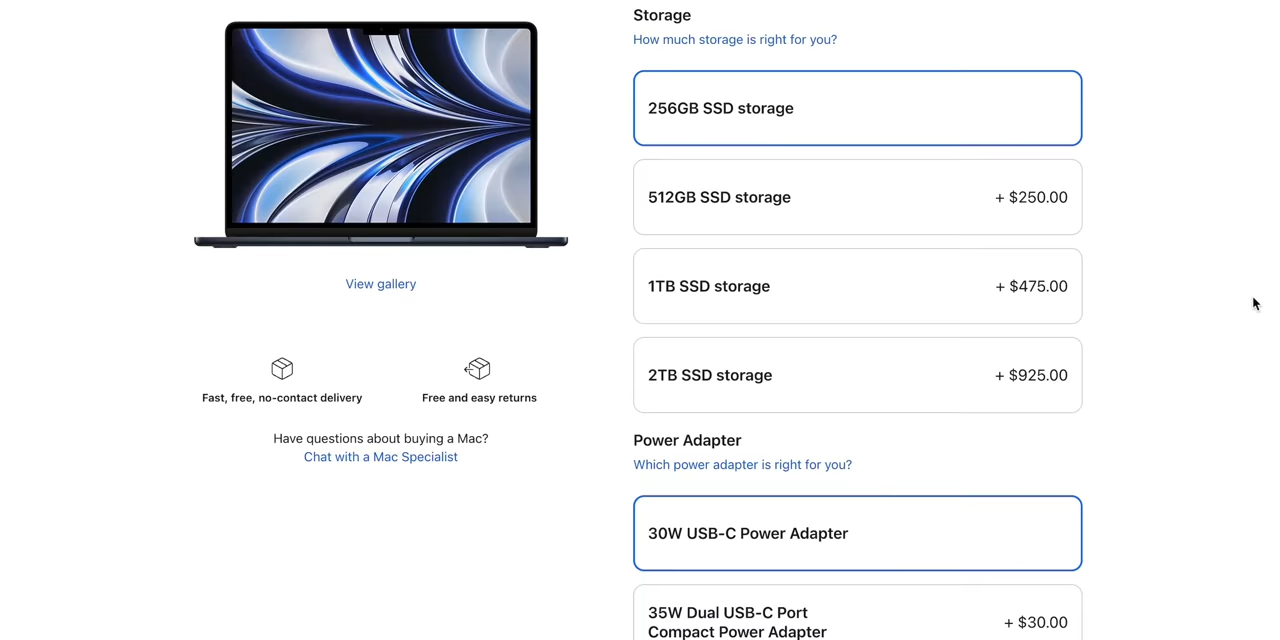 Storage
How much storage is right for you?
256GB SSD storage
512GB SSD storage + $250.00
1TB SSD storage + $475.00
2TB SSD storage + $925.00
View gallery
Fast, free, no-contact delivery
Free and easy returns
Have questions about buying a Mac?
Chat with a Mac Specialist
Power Adapter
Which power adapter is right for you?
30W USB-C Power Adapter
35W Dual USB-C Port
Compact Power Adapter
+ $30.00